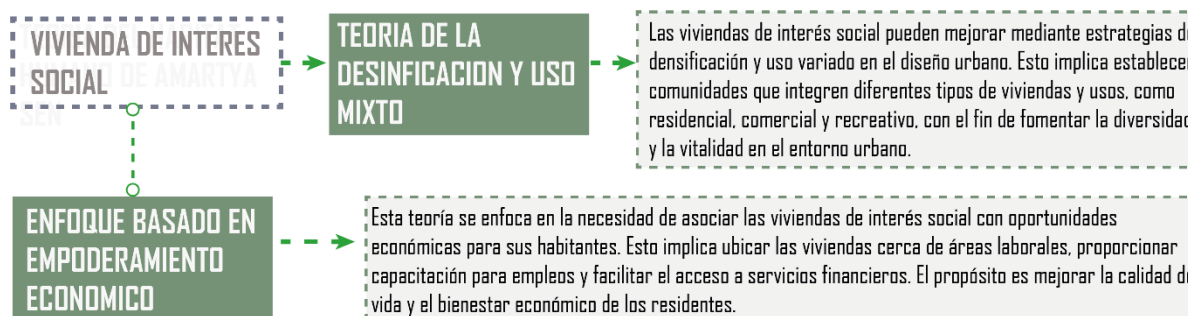 VIVIENDA DE INTERES
SOCIAL
HUMANO DE AMARTYA
SEN
TEORIA DE LA
DESINFICACION Y USO
MIXTO
Las viviendas de interés social pueden mejorar mediante estrategias de
densificación y uso variado en el diseño urbano. Esto implica establecer
comunidades que integren diferentes tipos de viviendas y usos, como
residencial, comercial y recreativo, con el fin de fomentar la diversidad
y la vitalidad en el entorno urbano.
ENFOQUE BASADO EN
EMPODERAMIENTO
ECONOMICO
Esta teoría se enfoca en la necesidad de asociar las viviendas de interés social con oportunidades
económicas para sus habitantes. Esto implica ubicar las viviendas cerca de áreas laborales, proporcionar
capacitación para empleos y facilitar el acceso a servicios financieros. El propósito es mejorar la calidad de
vida y el bienestar económico de los residentes.